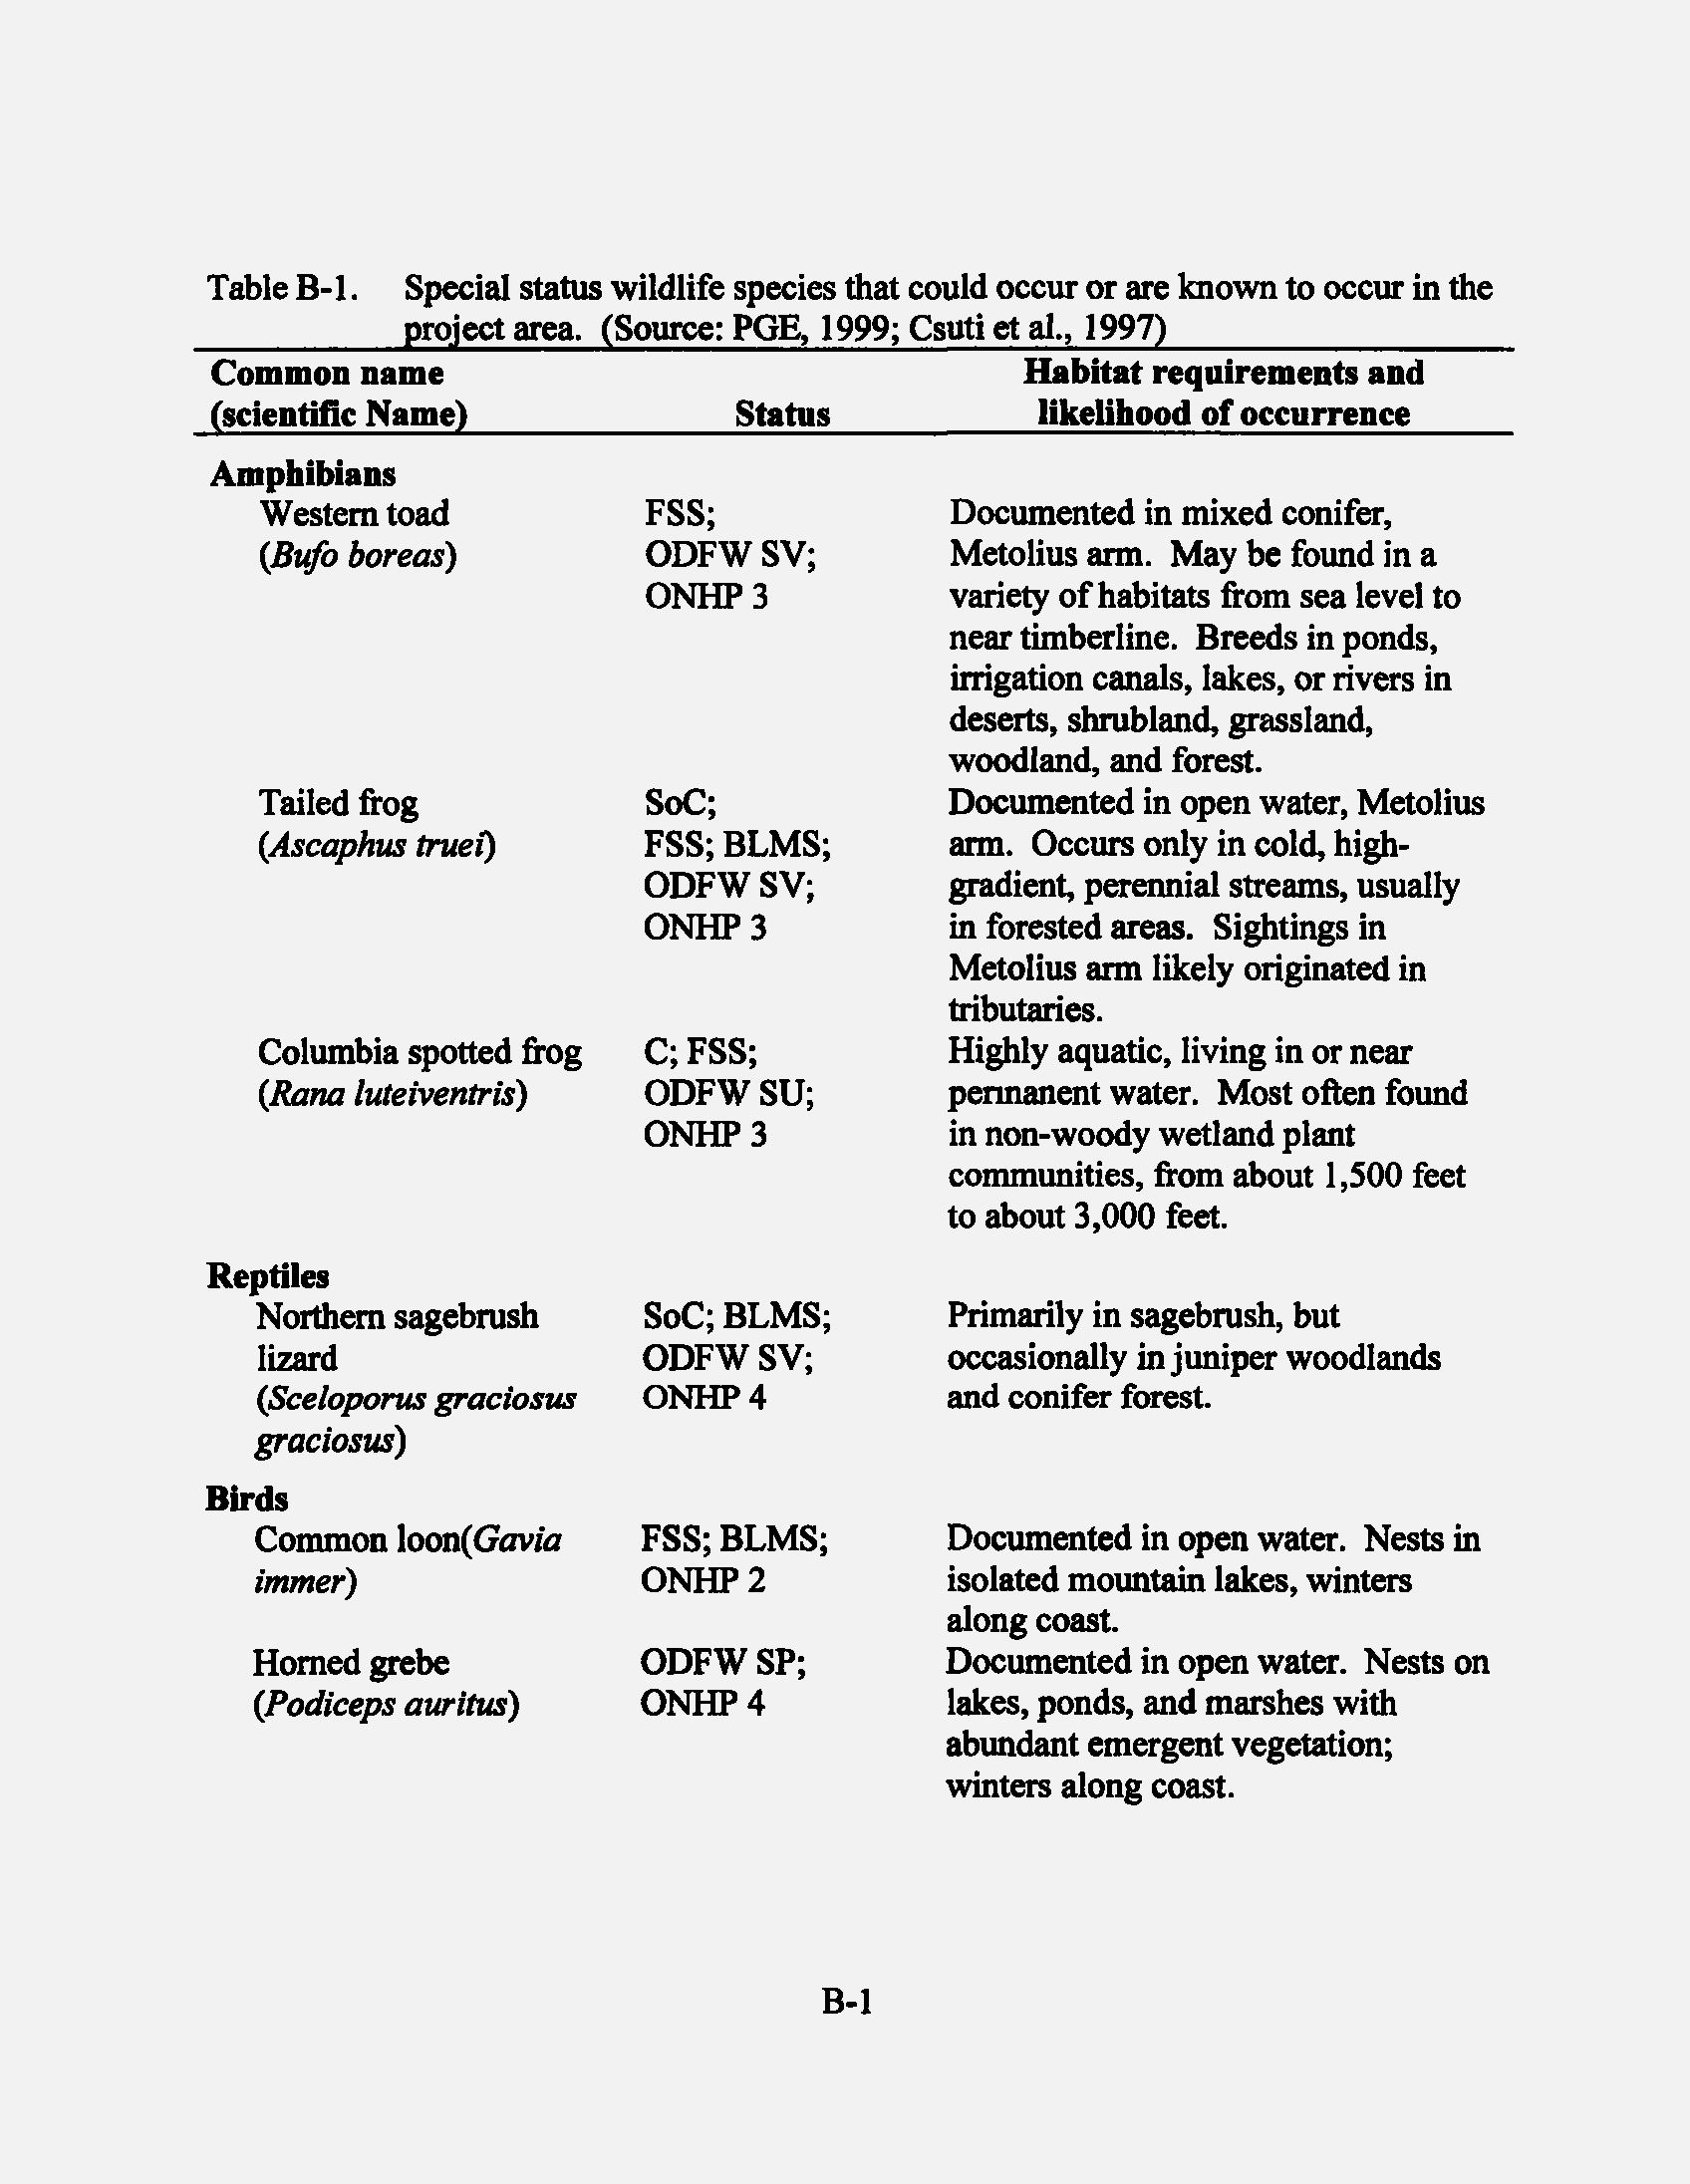 Table B-1. Special status wildlife species that could occur or are known to occur in the
project area. (Source: PGE, 1999; Csuti et al., 1997)
Common name
(scientific Name)
Status
Habitat requirements and
likelihood of occurrence
Amphibians
Western toad
(Bufo boreas)
FSS;
ODFW SV;
ONHP 3
Documented in mixed conifer,
Metolius arm. May be found in a
variety of habitats from sea level to
near timberline. Breeds in ponds,
irrigation canals, lakes, or rivers in
deserts, shrubland, grassland,
woodland, and forest.
Tailed frog
(Ascaphus truei)
SoC;
FSS; BLMS;
ODFW SV;
ONHP 3
Documented in open water, Metolius
arm. Occurs only in cold, high-
gradient, perennial streams, usually
in forested areas. Sightings in
Metolius arm likely originated in
tributaries.
Columbia spotted frog
(Rana luteiventris)
C; FSS;
ODFW SU;
ONHP 3
Highly aquatic, living in or near
permanent water. Most often found
in non-woody wetland plant
communities, from about 1,500 feet
to about 3,000 feet.
Reptiles
Northern sagebrush
lizard
(Sceloporus graciosus
graciosus)
SoC; BLMS;
ODFW SV;
ONHP 4
Primarily in sagebrush, but
occasionally in juniper woodlands
and conifer forest.
Birds
Common loon(Gavia
immer)
FSS; BLMS;
ONHP 2
Documented in open water. Nests in
isolated mountain lakes, winters
along coast.
Horned grebe
(Podiceps auritus)
ODFW SP;
ONHP 4
Documented in open water. Nests on
lakes, ponds, and marshes with
abundant emergent vegetation;
winters along coast.
B-1